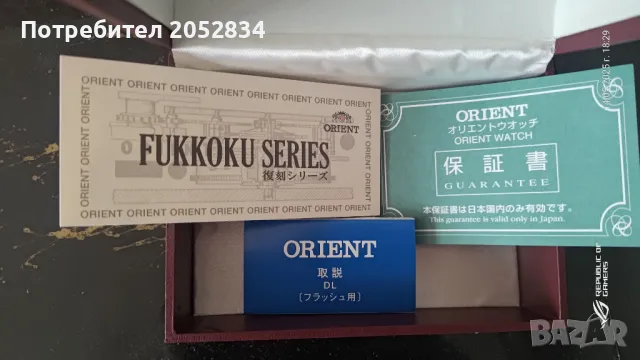 Потребител 2052834
ORIENT ORIENT ORIENT ORIENT ORIENT ORIENT ORIENT
ORIENT
FUKKOKU SERIES
復刻シリーズ
ORIENT ORIENT ORIENT ORIENT ORIENT ORIENT ORIENT
ORIENT
オリエントウオッチ
ORIENT WATCH
保証書
GUARANTEE
本保証書は日本国内のみ有効です。
This guarantee is valid only in Japan.
ORIENT
取説
DL
〔フラッシュ用〕
REPUBLIC OF
GAMERS
bazar